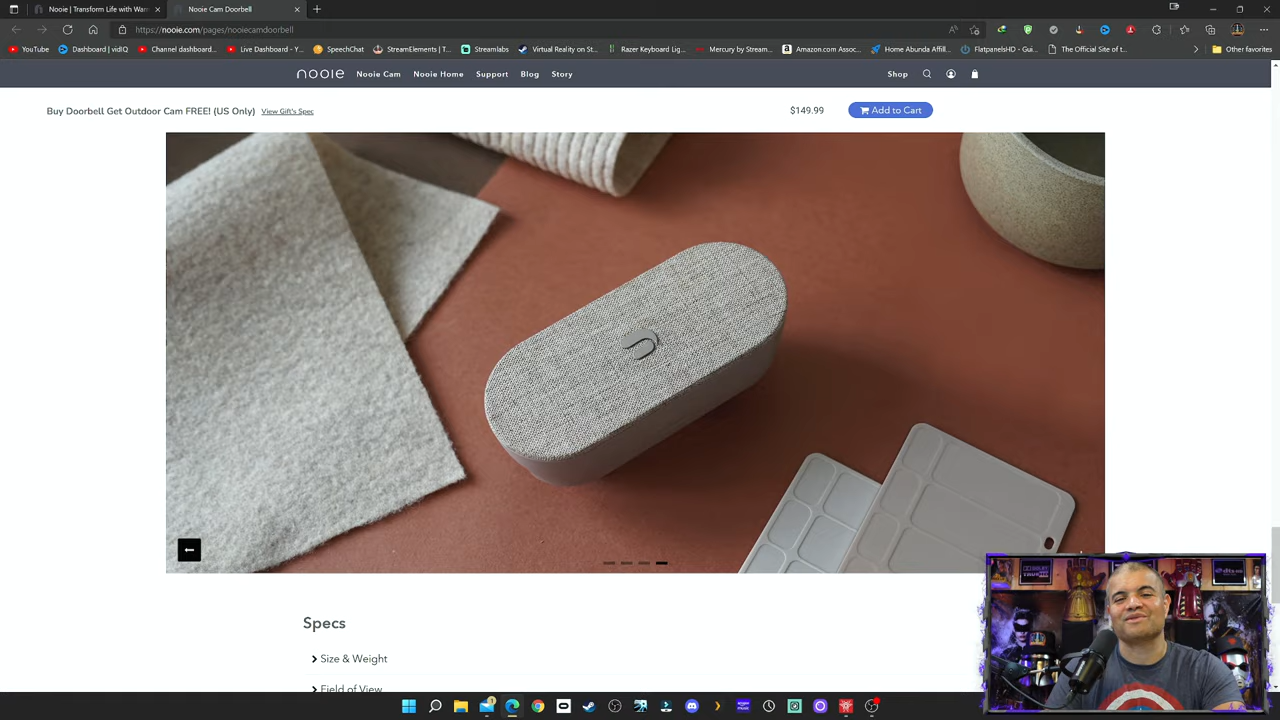 Nooie | Transform Life with War
Nooie Cam Doorbell
https://nooie.com/pages/nooiecamdoorbell
YouTube
Dashboard | vidIQ
Channel dashboard...
Live Dashboard - Y...
SpeechChat
StreamElements | T...
Streamlabs
Virtual Reality on St...
Razer Keyboard Lig...
Mercury by Stream...
Amazon.com Assoc...
Home Abunda Affill...
FlatpanelsHD - Go...
The Official Site of t...
Other favorites
nooie
Nooie Cam
Nooie Home
Support
Blog
Story
Shop
Buy Doorbell Get Outdoor Cam FREE! (US Only)
View Gift's Spec
$149.99
Add to Cart
Specs
Size & Weight
Field of View